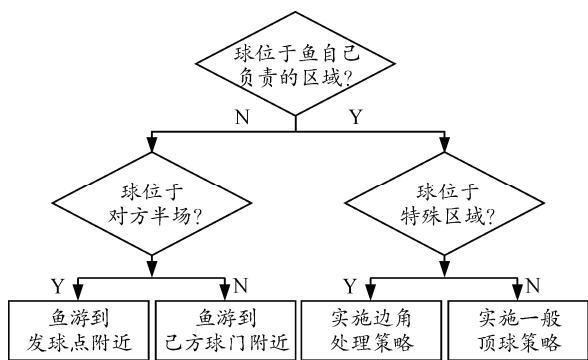 球位于鱼自己
负责的区域?
N
Y
球位于
对方半场?
球位于
特殊区域?
Y
N
Y
N
鱼游到
发球点附近
鱼游到
己方球门附近
实施边角
处理策略
实施一般
顶球策略